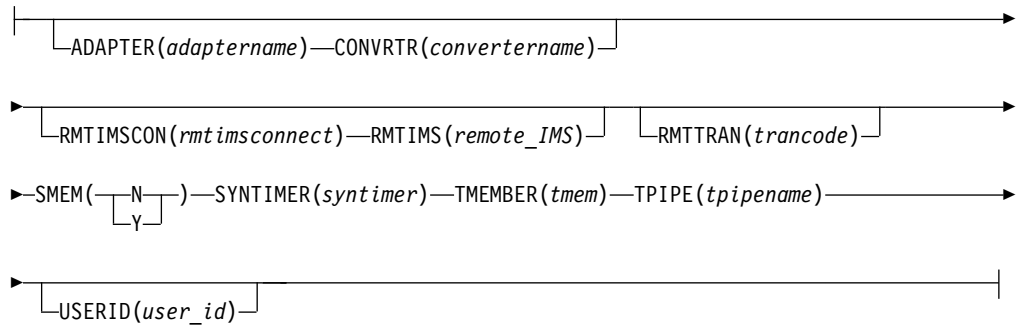 ADAPTER(adaptername) CONVRTR(convertername)
RMTIMSCON(rmtimsconnect) RMTIMS(remote_IMS) RMTTRAN(trancode)
SMEM( N ) SYNTIMER(syntimer) TMEMBER(tmem) TPIPE(tpipename)
Y
USERID(user_id)